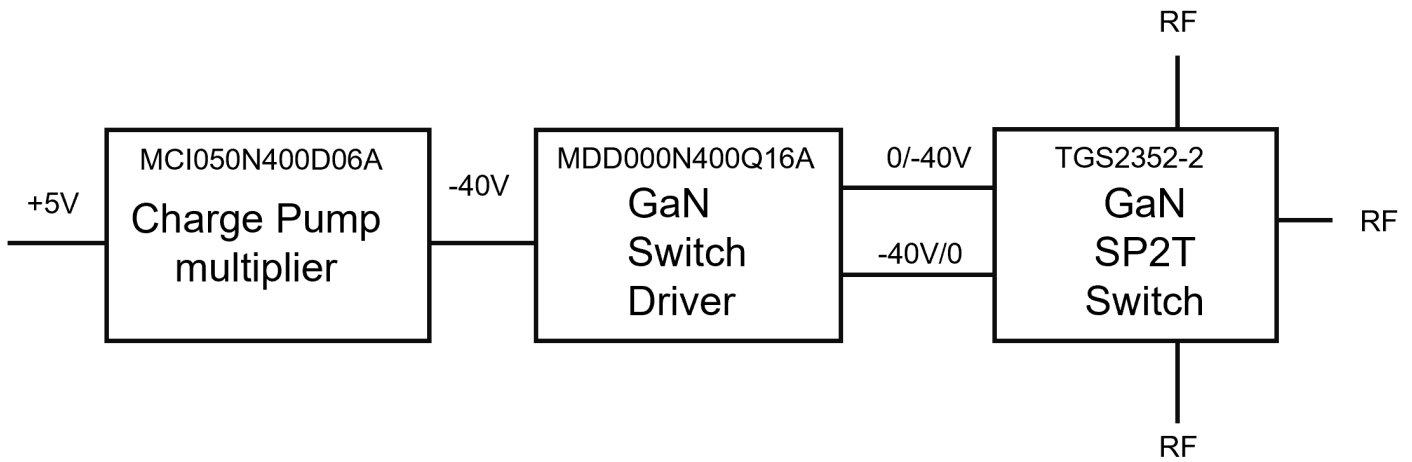 RF
MCI050N400D06A
Charge Pump
multiplier
+5V
-40V
MDD000N400Q16A
GaN
Switch
Driver
0/-40V
-40V/0
TGS2352-2
GaN
SP2T
Switch
RF
RF